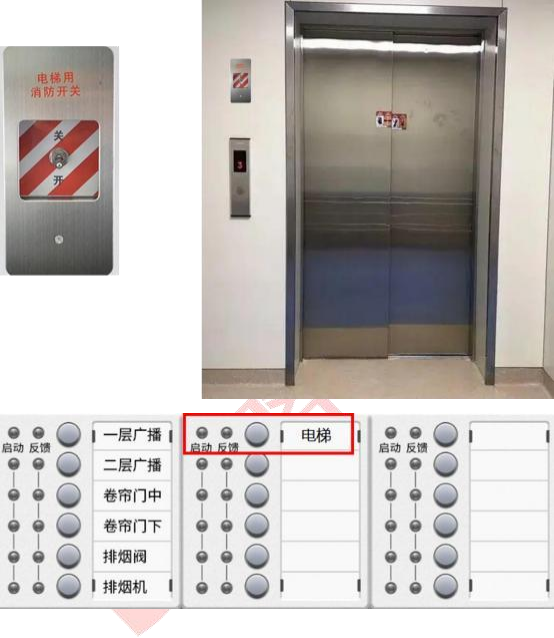 电梯用
消防开关
关
开
3
启动 反馈
一层广播
二层广播
卷帘门中
卷帘门下
排烟阀
排烟机
启动 反馈
电梯
启动 反馈